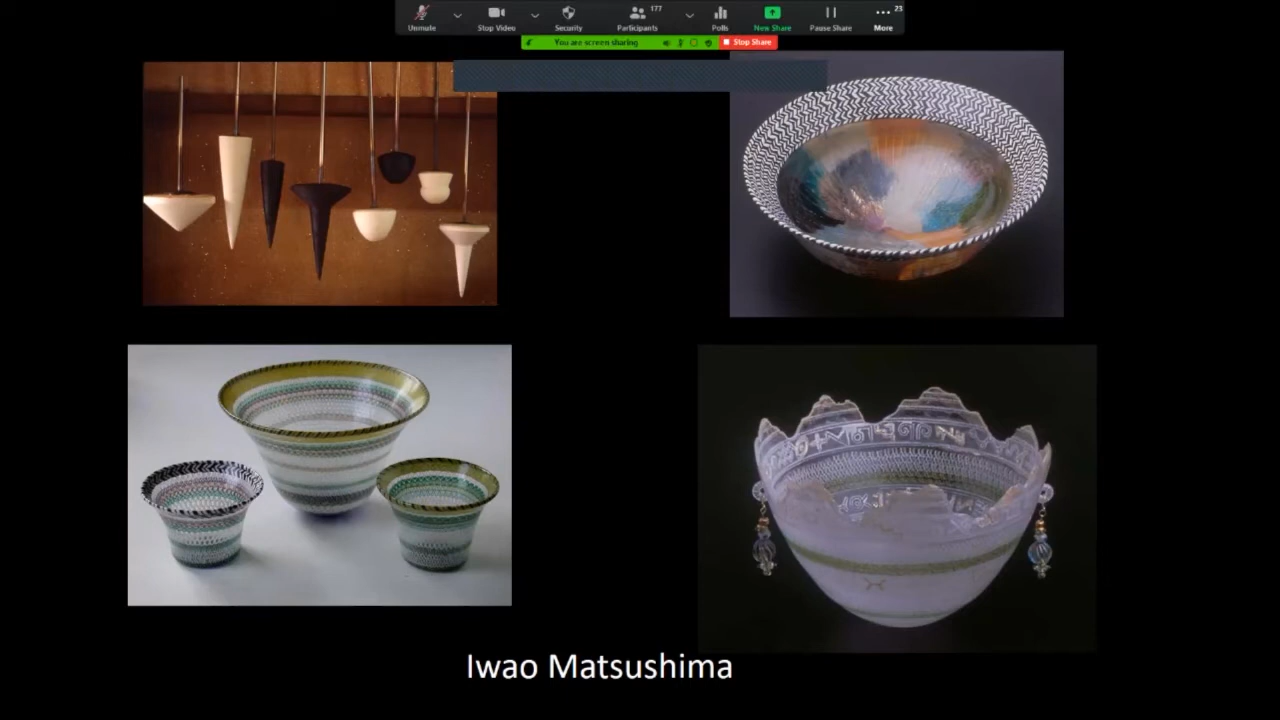 177
23
Unmute
Stop Video
Security
Participants
Polls
New Share
Pause Share
More
You are screen sharing
Stop Share
Iwao Matsushima